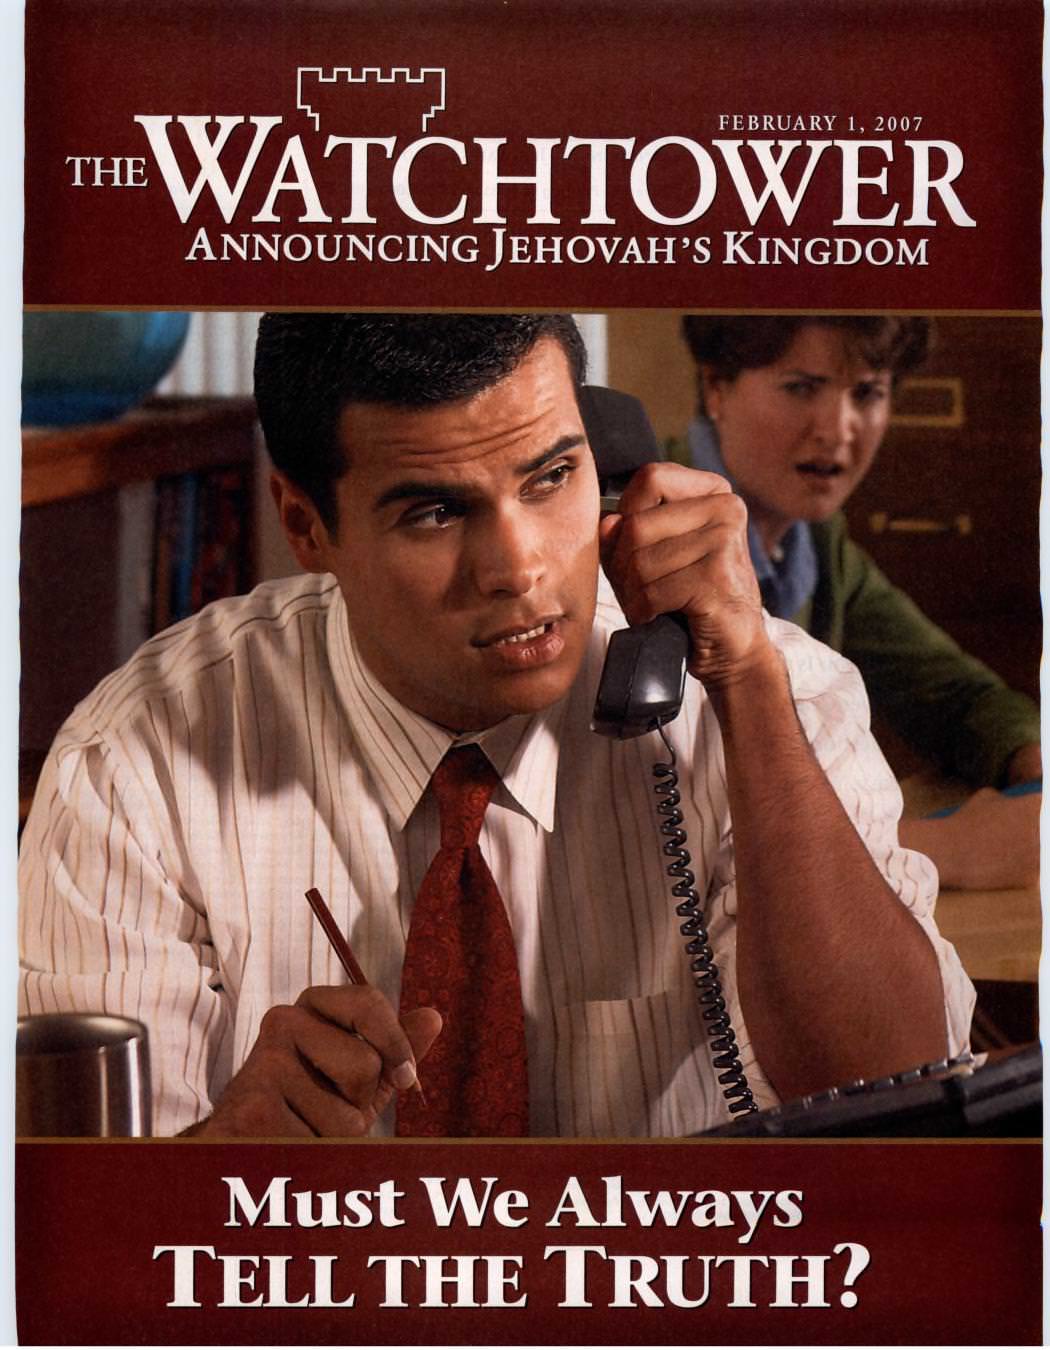 FEBRUARY 1, 2007
THE WATCHTOWER
ANNOUNCING JEHOVAH'S KINGDOM
Must We Always
TELL THE TRUTH?